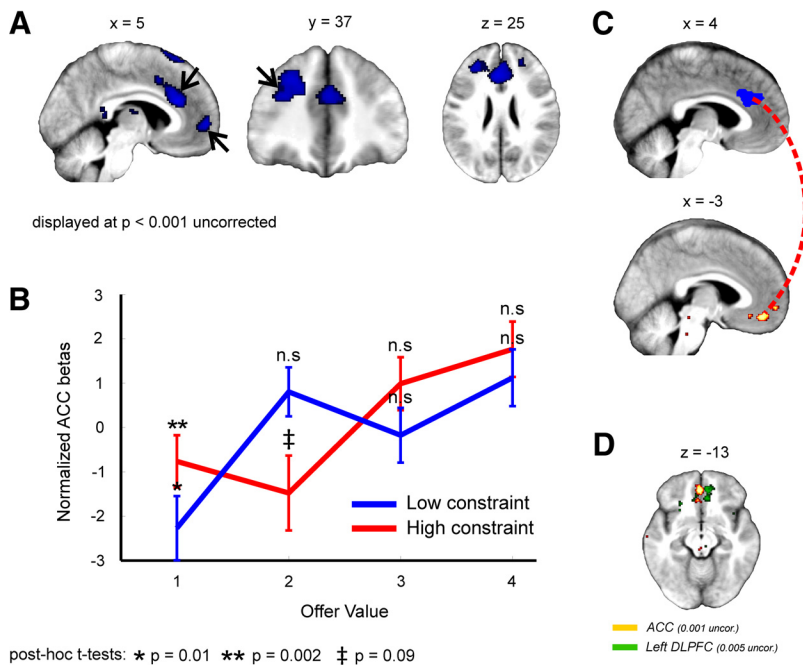 A
x = 5
y = 37
z = 25
displayed at p < 0.001 uncorrected
B
Normalized ACC betas
3
2
1
0
-1
-2
-3
**
*
n.s
‡
n.s
n.s
n.s
n.s
Low constraint
High constraint
1 2 3 4
Offer Value
post-hoc t-tests: * p = 0.01 ** p = 0.002 ‡ p = 0.09
C
x = 4
x = -3
D
z = -13
ACC (0.001 uncor.)
Left DLPFC (0.005 uncor.)